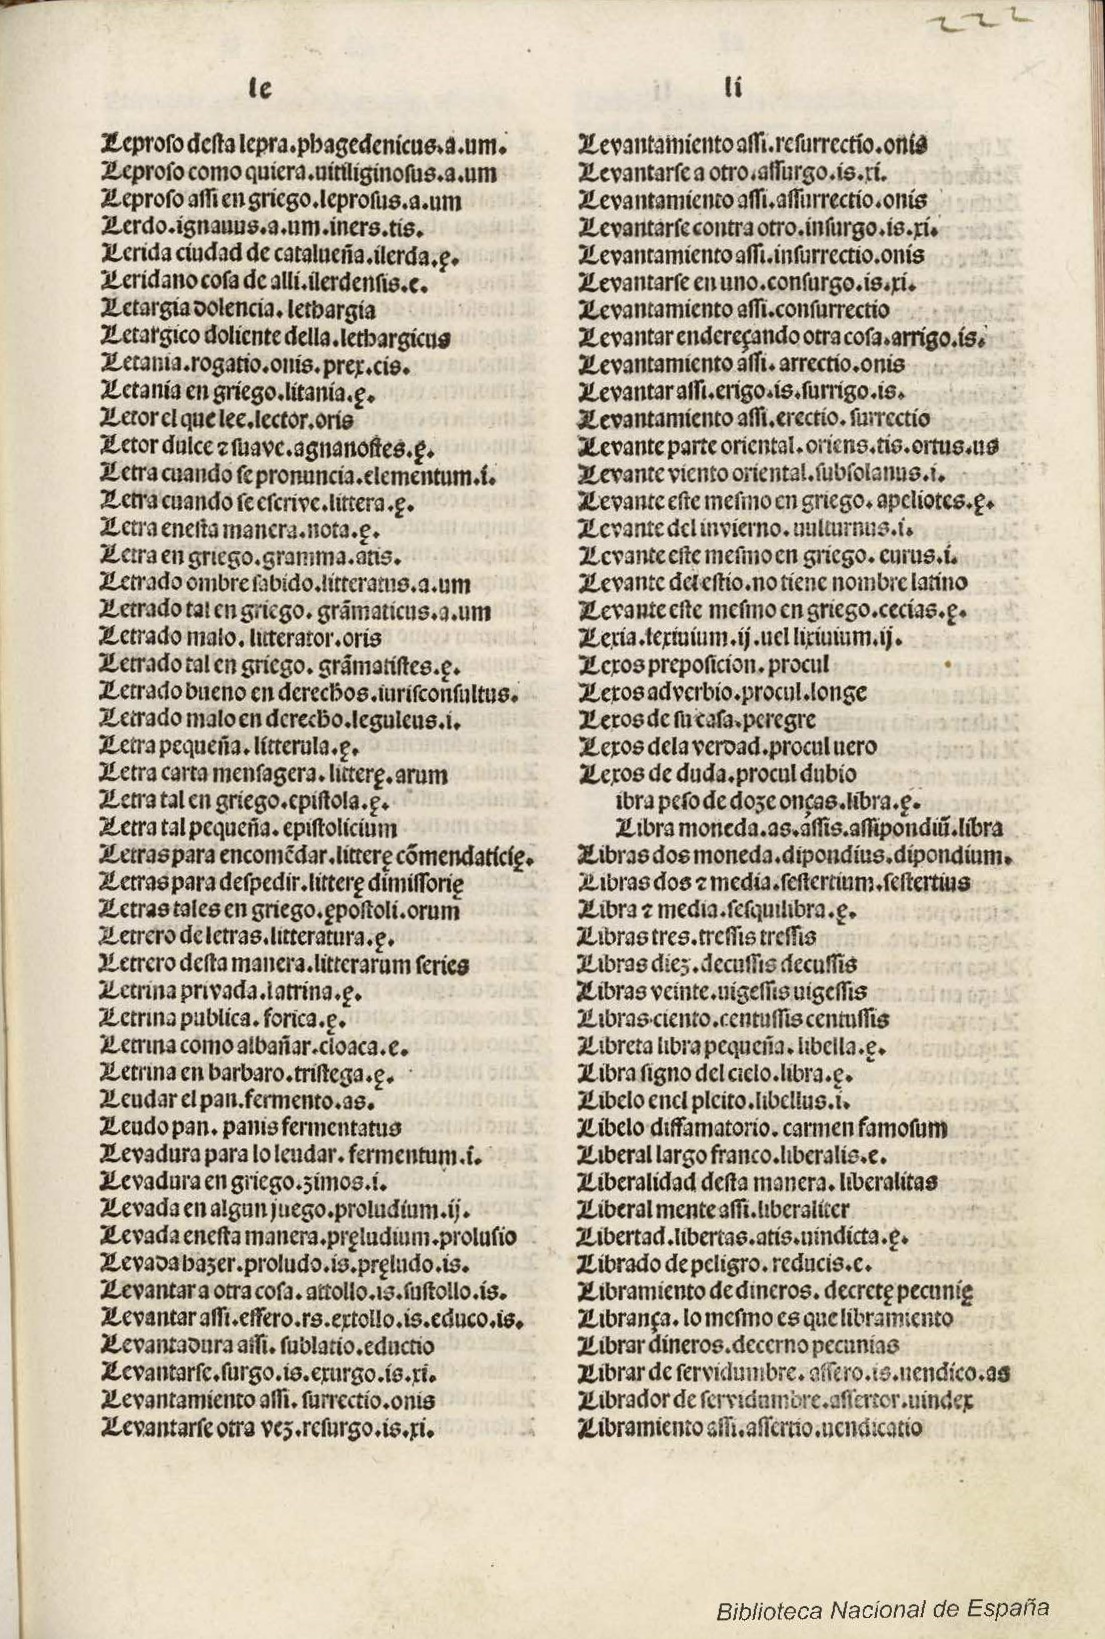 222
le
Leproso desta lepra.phagedenicus.a.um.
Leproso como quiera.uitiliginosus.a.um
Leproso assi en griego.leprosus.a.um
Lerdo.ignauus.a.um.iners.tis.
Lerida ciudad de catalueña.ilerda.ę.
Leridano cosa de alli.ilerdensis.e.
Letargia dolencia.lethargia
Letargico doliente della.lethargicus
Letania.rogatio.onis.prex.cis.
Letania en griego.litania.ę.
Letor el que lee.lector.oris
Letor dulce ⁊ suave.agnanostes.ę.
Letra cuando se pronuncia.elementum.i.
Letra cuando se escrive.littera.ę.
Letra enesta manera.nota.ę.
Letra en griego.gramma.atis.
Letrado ombre sabido.litteratus.a.um
Letrado tal en griego.grãmaticus.a.um
Letrado malo.litterator.oris
Letrado tal en griego.grãmatistes.ę.
Letrado bueno en derechos.iurisconsultus.
Letrado malo en derecho.leguleus.i.
Letra pequeña.litterula.ę.
Letra carta mensagera.litterę.arum
Letra tal en griego.epistola.ę.
Letra tal pequeña.epistolicium
Letras para encomẽdar.litterę cõmendaticię.
Letras para despedir.litterę dimissorię
Letras tales en griego.ępostoli.orum
Letrero de letras.litteratura.ę.
Letrero desta manera.litterarum series
Letrina privada.latrina.ę.
Letrina publica.forica.ę.
Letrina como albañar.cloaca.e.
Letrina en barbaro.tristega.ę.
Leudar el pan.fermento.as.
Leudo pan.panis fermentatus
Levadura para lo leudar.fermentum.i.
Levadura en griego.zimos.i.
Levada en algun juego.proludium.ij.
Levada enesta manera.pręludium.prolusio
Levada hazer.proludo.is.pręludo.is.
Levantar a otra cosa.attollo.is.sustollo.is.
Levantar assi.effero.rs.extollo.is.educo.is.
Levantadura assi.sublatio.eductio
Levantarse.surgo.is.exurgo.is.xi.
Levantamiento assi.surrectio.onis
Levantarse otra vez.resurgo.is.xi.
li
Levantamiento assi.resurrectio.onis
Levantarse a otro.assurgo.is.xi.
Levantamiento assi.assurrectio.onis
Levantarse contra otro.insurgo.is.xi.
Levantamiento assi.insurrectio.onis
Levantarse en uno.consurgo.is.xi.
Levantamiento assi.consurrectio
Levantar endereçando otra cosa.arrigo.is.
Levantamiento assi.arrectio.onis
Levantar assi.erigo.is.surrigo.is.
Levantamiento assi.erectio.surrectio
Levante parte oriental.oriens.tis.ortus.us
Levante viento oriental.subsolanus.i.
Levante este mesmo en griego.apeliotes.ę.
Levante del invierno.uulturnus.i.
Levante este mesmo en griego.eurus.i.
Levante del estio.no tiene nombre latino
Levante este mesmo en griego.cecias.ę.
Lexia.lexiuium.ij.uel lixiuium.ij.
Lexos preposicion.procul
Lexos adverbio.procul.longe
Lexos de su casa.peregre
Lexos dela verdad.procul uero
Lexos de duda.procul dubio
ibra peso de doze onças.libra.ę.
Libra moneda.as.assis.assipondiũ.libra
Libras dos moneda.dipondius.dipondium.
Libras dos ⁊ media.sestertium.sestertius
Libra ⁊ media.sesquilibra.ę.
Libras tres.tressis tressis
Libras diez.decussis decussis
Libras veinte.uigessis uigessis
Libras ciento.centussis centussis
Libreta libra pequeña.libella.ę.
Libra signo del cielo.libra.ę.
Libelo enel pleito.libellus.i.
Libelo diffamatorio.carmen famosum
Liberal largo franco.liberalis.e.
Liberalidad desta manera.liberalitas
Liberal mente assi.liberaliter
Libertad.libertas.atis.uindicta.ę.
Librado de peligro.reducis.e.
Libramiento de dineros.decretę pecunię
Librança.lo mesmo es que libramiento
Librar dineros.decerno pecunias
Librar de servidumbre.assero.is.uendico.as
Librador de servidumbre.assertor.uindex
Libramiento assi.assertio.uendicatio
Biblioteca Nacional de España